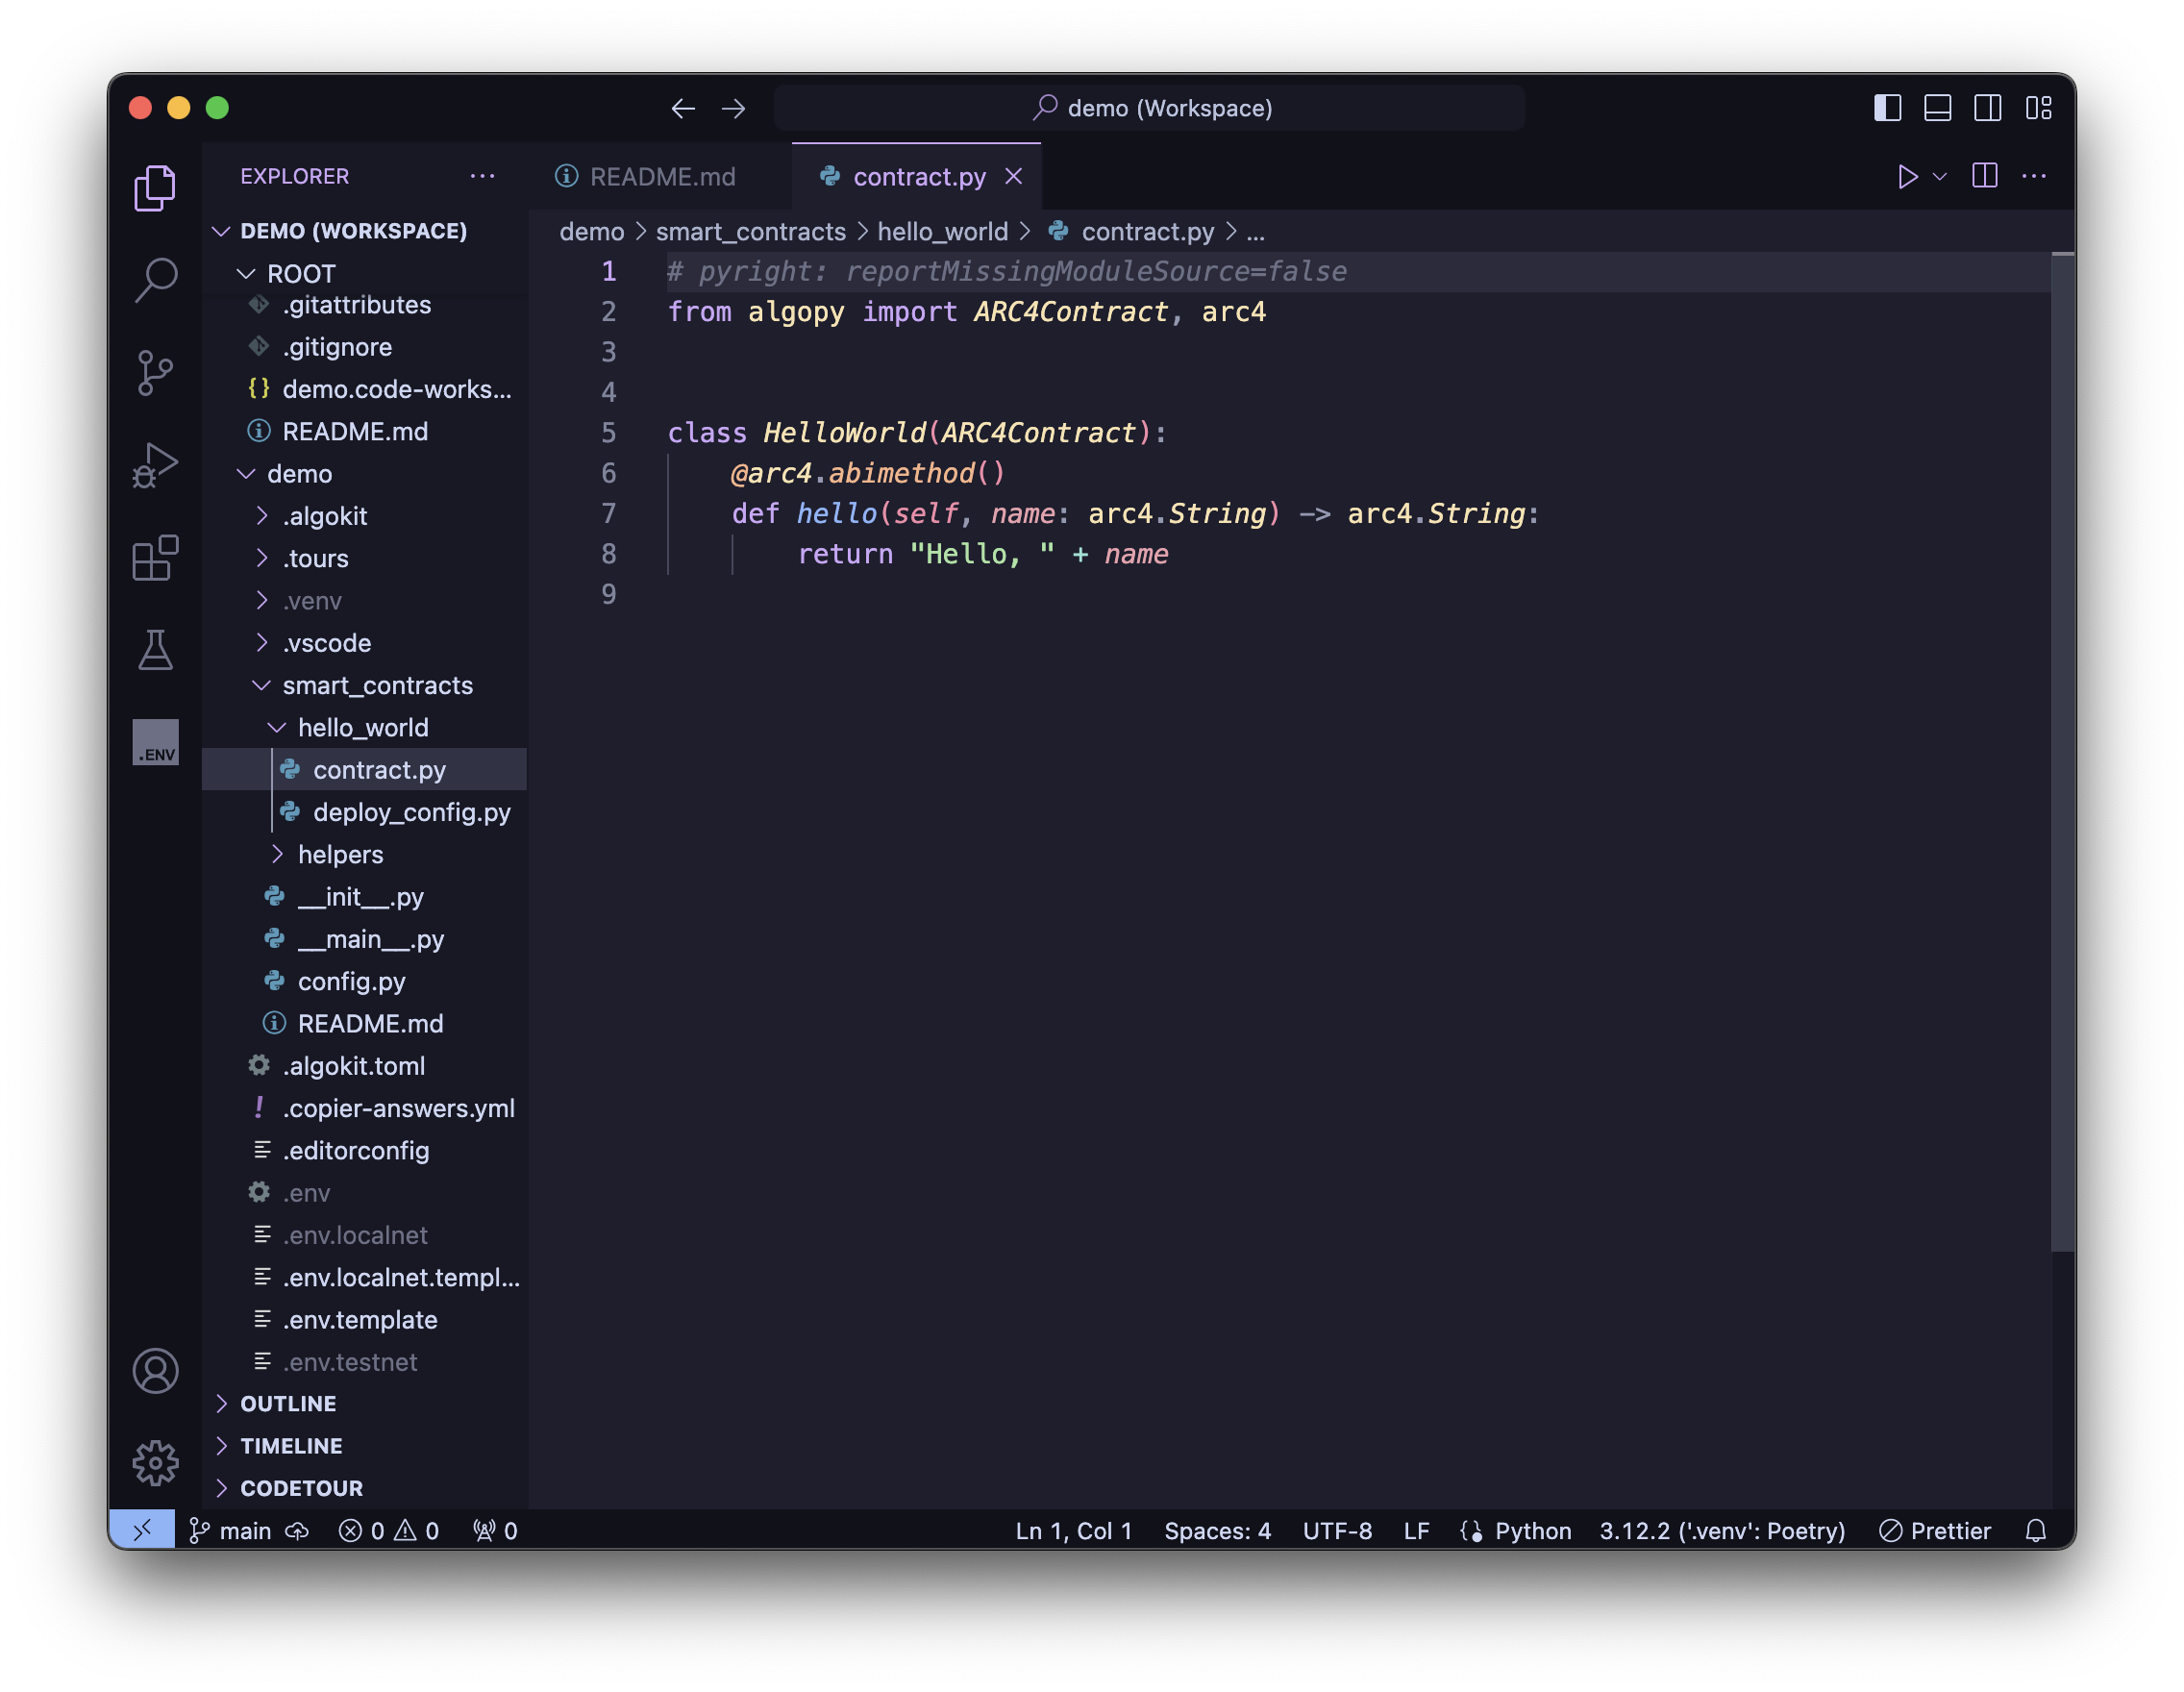 demo (Workspace)
EXPLORER
README.md
contract.py
DEMO (WORKSPACE)
ROOT
.gitattributes
.gitignore
demo.code-works...
README.md
demo
.algokit
.tours
.venv
.vscode
smart_contracts
hello_world
contract.py
deploy_config.py
helpers
__init__.py
__main__.py
config.py
README.md
.algokit.toml
.copier-answers.yml
.editorconfig
.env
.env.localnet
.env.localnet.templ...
.env.template
.env.testnet
OUTLINE
TIMELINE
CODETOUR
.ENV
demo > smart_contracts > hello_world > contract.py > ...
1 # pyright: reportMissingModuleSource=false
2 from algopy import ARC4Contract, arc4
3
4
5 class HelloWorld(ARC4Contract):
6     @arc4.abimethod()
7     def hello(self, name: arc4.String) -> arc4.String:
8         return "Hello, " + name
9
main 0 0 0 Ln 1, Col 1 Spaces: 4 UTF-8 LF Python 3.12.2 ('.venv': Poetry) Prettier